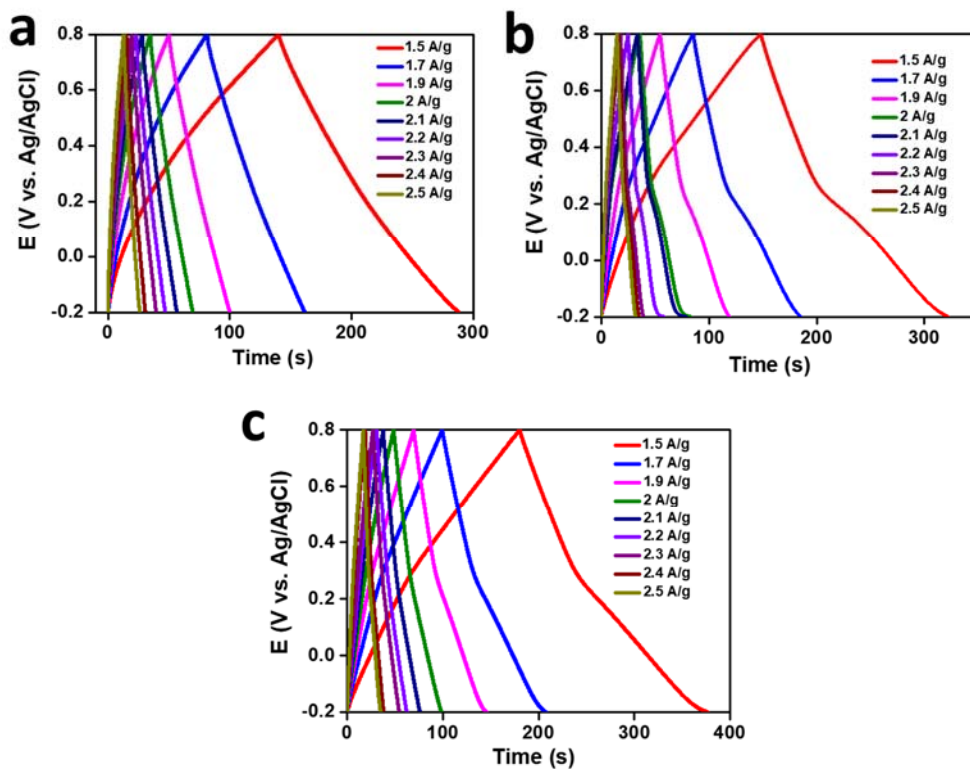 a
E (V vs. Ag/AgCl)
0.8
0.6
0.4
0.2
0.0
-0.2
0
100
200
300
Time (s)
1.5 A/g
1.7 A/g
1.9 A/g
2 A/g
2.1 A/g
2.2 A/g
2.3 A/g
2.4 A/g
2.5 A/g
b
E (V vs. Ag/AgCl)
0.8
0.6
0.4
0.2
0.0
-0.2
0
100
200
300
Time (s)
1.5 A/g
1.7 A/g
1.9 A/g
2 A/g
2.1 A/g
2.2 A/g
2.3 A/g
2.4 A/g
2.5 A/g
c
E (V vs. Ag/AgCl)
0.8
0.6
0.4
0.2
0.0
-0.2
0
100
200
300
400
Time (s)
1.5 A/g
1.7 A/g
1.9 A/g
2 A/g
2.1 A/g
2.2 A/g
2.3 A/g
2.4 A/g
2.5 A/g